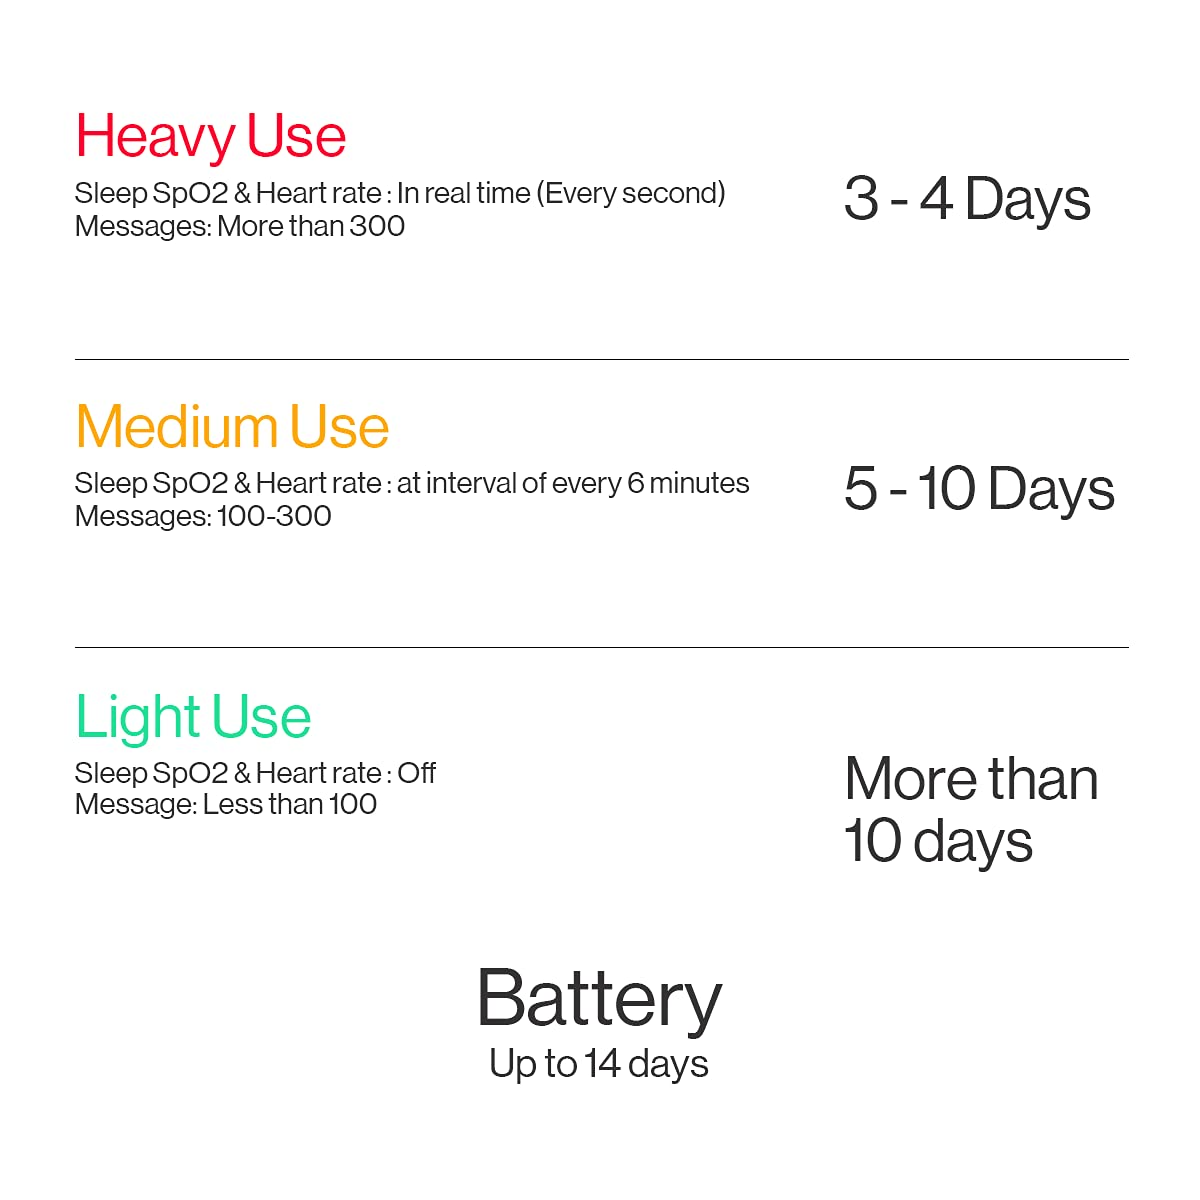 Heavy Use
Sleep SpO2 & Heart rate : In real time (Every second)
Messages: More than 300
3 - 4 Days
Medium Use
Sleep SpO2 & Heart rate : at interval of every 6 minutes
Messages: 100-300
5 - 10 Days
Light Use
Sleep SpO2 & Heart rate : Off
Message: Less than 100
More than
10 days
Battery
Up to 14 days